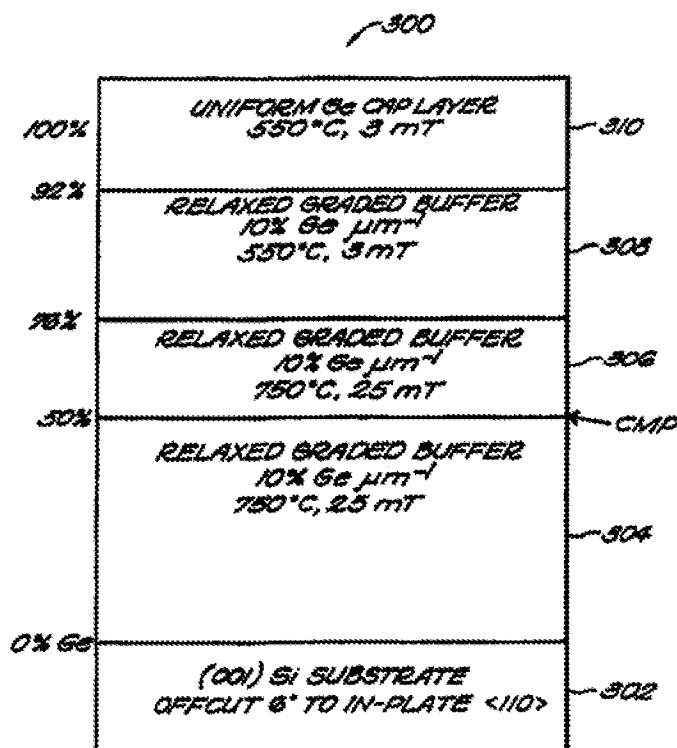 300
UNIFORM Ge CAP LAYER
100%
550°C, 3 mT
310
92%
RELAXED GRADED BUFFER
10% Ge µm⁻¹
550°C, 3 mT
308
76%
RELAXED GRADED BUFFER
10% Ge µm⁻¹
306
750°C, 25 mT
50%
CMP
RELAXED GRADED BUFFER
10% Ge µm⁻¹
750°C, 25 mT
304
0% Ge
(001) Si SUBSTRATE
302
OFFCUT 6° TO IN-PLATE <110>